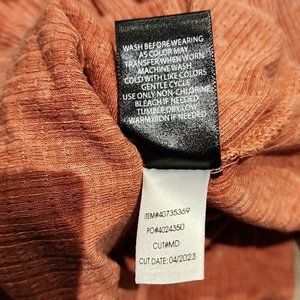 WASH BEFORE WEARING
AS COLOR MAY
TRANSFER WHEN WORN
MACHINE WASH
COLD WITH LIKE COLORS
GENTLE CYCLE
USE ONLY NON-CHLORINE
BLEACH IF NEEDED
TUMBLE DRY LOW
WARM IRON IF NEEDED
ITEM#40735369
PO#4024350
CUT#MD
CUT DATE: 04/2023